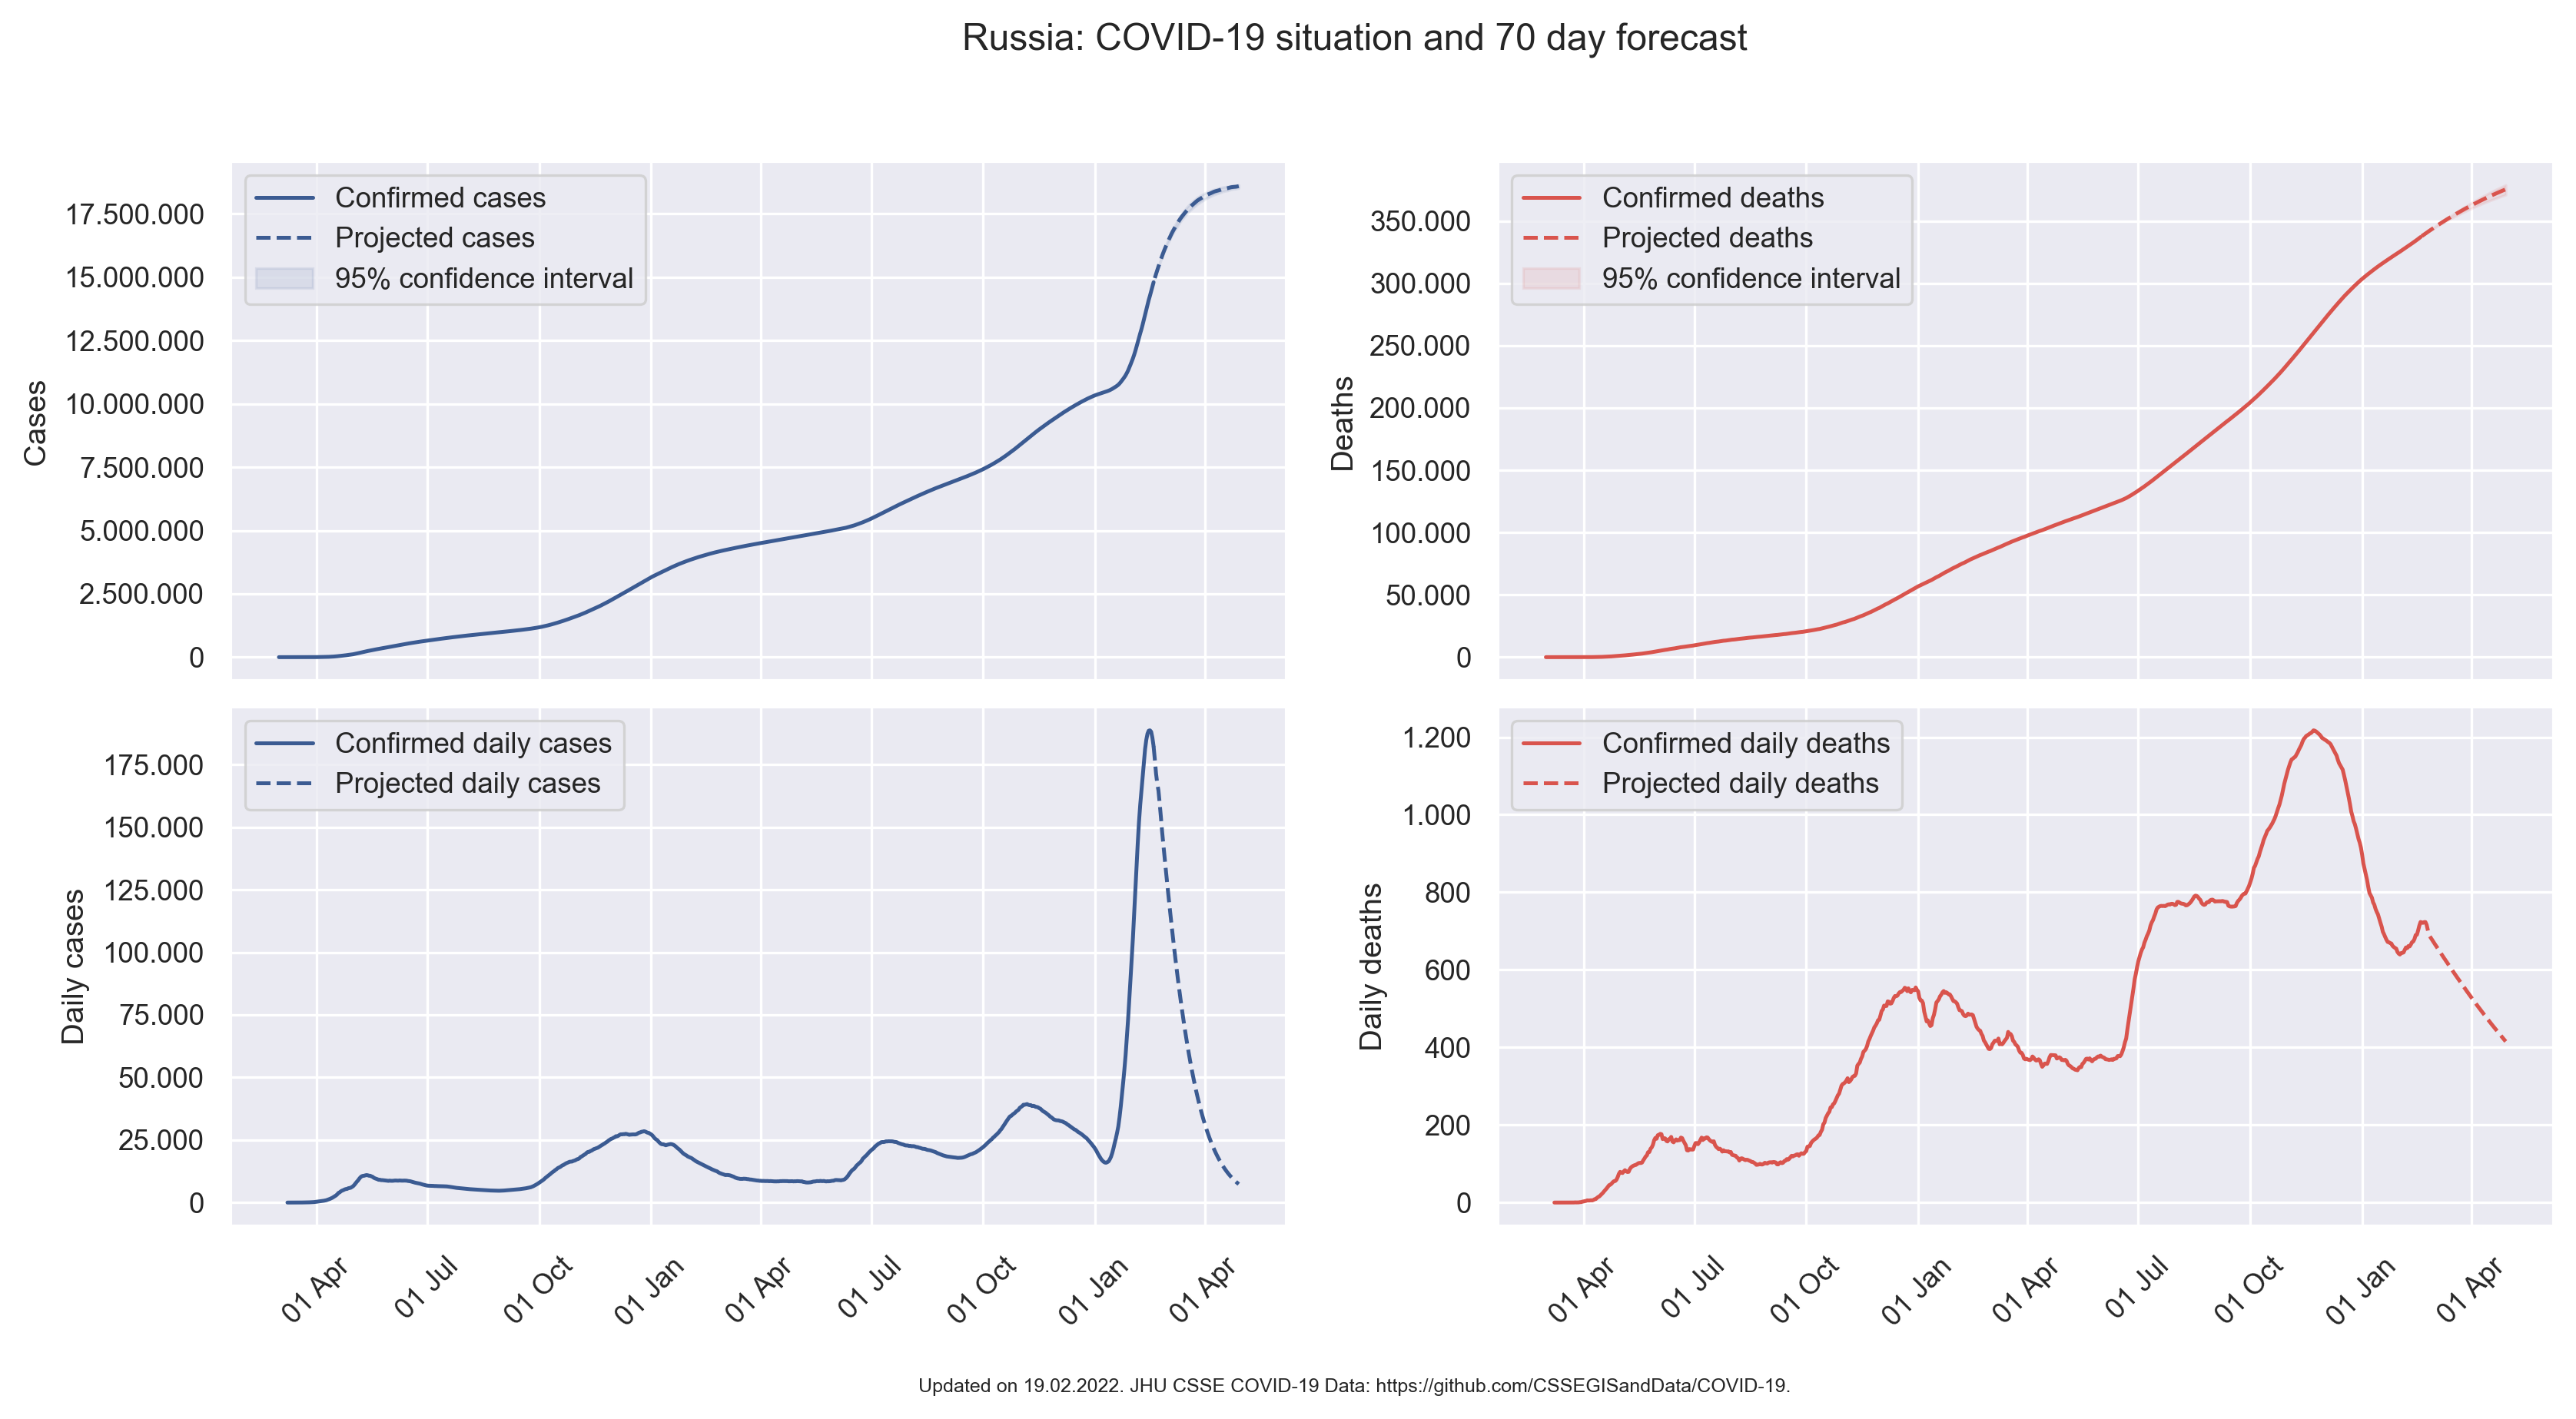 Russia: COVID-19 situation and 70 day forecast
Confirmed cases
Projected cases
95% confidence interval
17.500.000
15.000.000
12.500.000
10.000.000
7.500.000
5.000.000
2.500.000
0
Cases
Confirmed deaths
Projected deaths
95% confidence interval
350.000
300.000
250.000
200.000
150.000
100.000
50.000
0
Deaths
Confirmed daily cases
Projected daily cases
175.000
150.000
125.000
100.000
75.000
50.000
25.000
0
Daily cases
01 Apr
01 Jul
01 Oct
01 Jan
01 Apr
01 Jul
01 Oct
01 Jan
01 Apr
Confirmed daily deaths
Projected daily deaths
1.200
1.000
800
600
400
200
0
Daily deaths
01 Apr
01 Jul
01 Oct
01 Jan
01 Apr
01 Jul
01 Oct
01 Jan
01 Apr
Updated on 19.02.2022. JHU CSSE COVID-19 Data: https://github.com/CSSEGISandData/COVID-19.